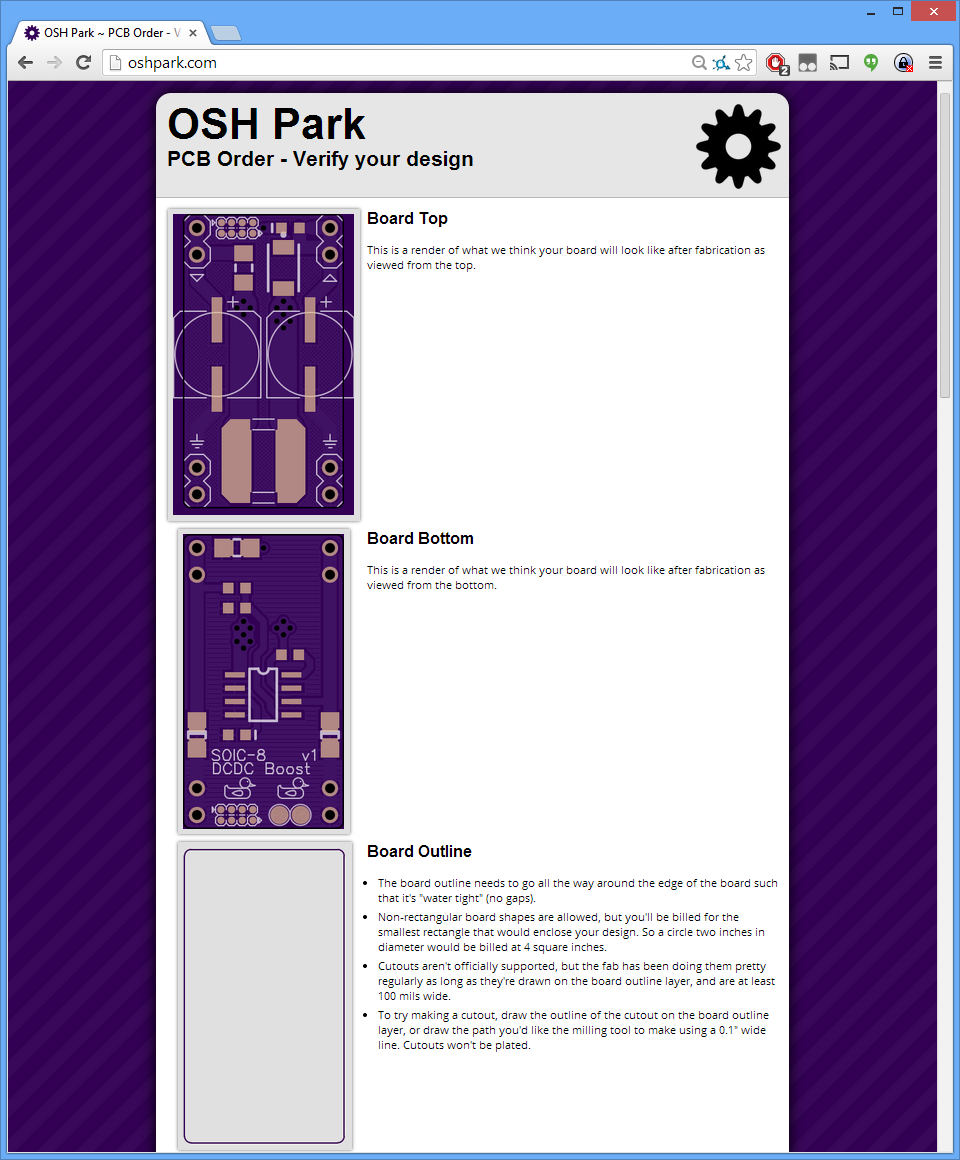 OSH Park ~ PCB Order - V
oshpark.com
2
OSH Park
PCB Order - Verify your design
Board Top
This is a render of what we think your board will look like after fabrication as
viewed from the top.
+ +
Board Bottom
This is a render of what we think your board will look like after fabrication as
viewed from the bottom.
SOIC-8 v1
DCDC Boost
Board Outline
• The board outline needs to go all the way around the edge of the board such
that it's "water tight" (no gaps).
• Non-rectangular board shapes are allowed, but you'll be billed for the
smallest rectangle that would enclose your design. So a circle two inches in
diameter would be billed at 4 square inches.
• Cutouts aren't officially supported, but the fab has been doing them pretty
regularly as long as they're drawn on the board outline layer, and are at least
100 mils wide.
• To try making a cutout, draw the outline of the cutout on the board outline
layer, or draw the path you'd like the milling tool to make using a 0.1" wide
line. Cutouts won't be plated.